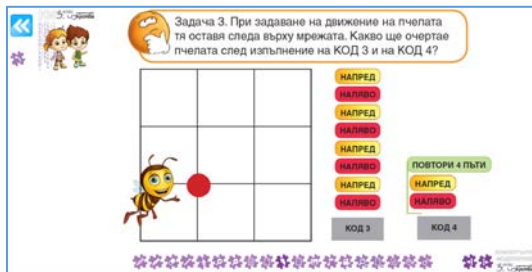 Задача 3. При задаване на движение на пчелата
тя оставя следа върху мрежата. Какво ще очертае
пчелата след изпълнение на КОД 3 и на КОД 4?
НАПРЕД
НАЛЯВО
НАПРЕД
НАЛЯВО
НАПРЕД
НАЛЯВО
НАПРЕД
НАЛЯВО
КОД 3
ПОВТОРИ 4 ПЪТИ
НАПРЕД
НАЛЯВО
КОД 4